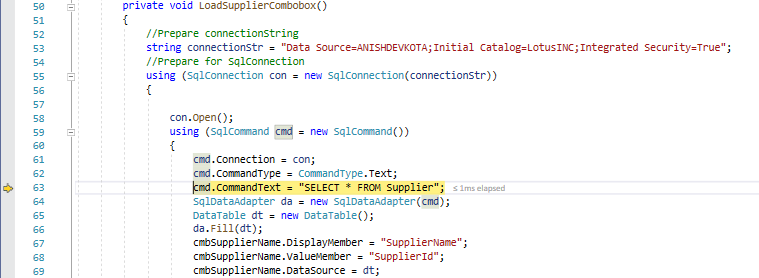 50 private void LoadSupplierCombobox()
51 {
52 //Prepare connectionString
53 string connectionStr = "Data Source=ANISHDEVKOTA;Initial Catalog=LotusINC;Integrated Security=True";
54 //Prepare for SqlConnection
55 using (SqlConnection con = new SqlConnection(connectionStr))
56 {
57
58 con.Open();
59 using (SqlCommand cmd = new SqlCommand())
60 {
61 cmd.Connection = con;
62 cmd.CommandType = CommandType.Text;
63 cmd.CommandText = "SELECT * FROM Supplier"; ≤ 1ms elapsed
64 SqlDataAdapter da = new SqlDataAdapter(cmd);
65 DataTable dt = new DataTable();
66 da.Fill(dt);
67 cmbSupplierName.DisplayMember = "SupplierName";
68 cmbSupplierName.ValueMember = "SupplierId";
69 cmbSupplierName.DataSource = dt;